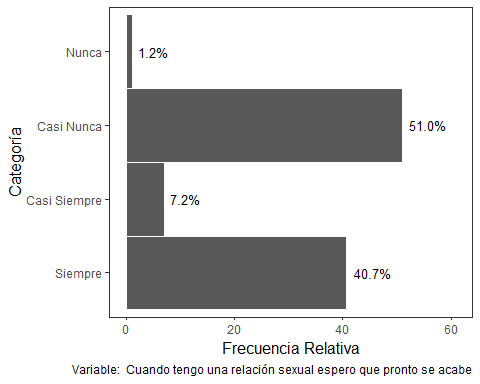 Nunca
1.2%
Casi Nunca
51.0%
Casi Siempre
7.2%
Siempre
40.7%
Categoría
0 20 40 60
Frecuencia Relativa
Variable: Cuando tengo una relación sexual espero que pronto se acabe